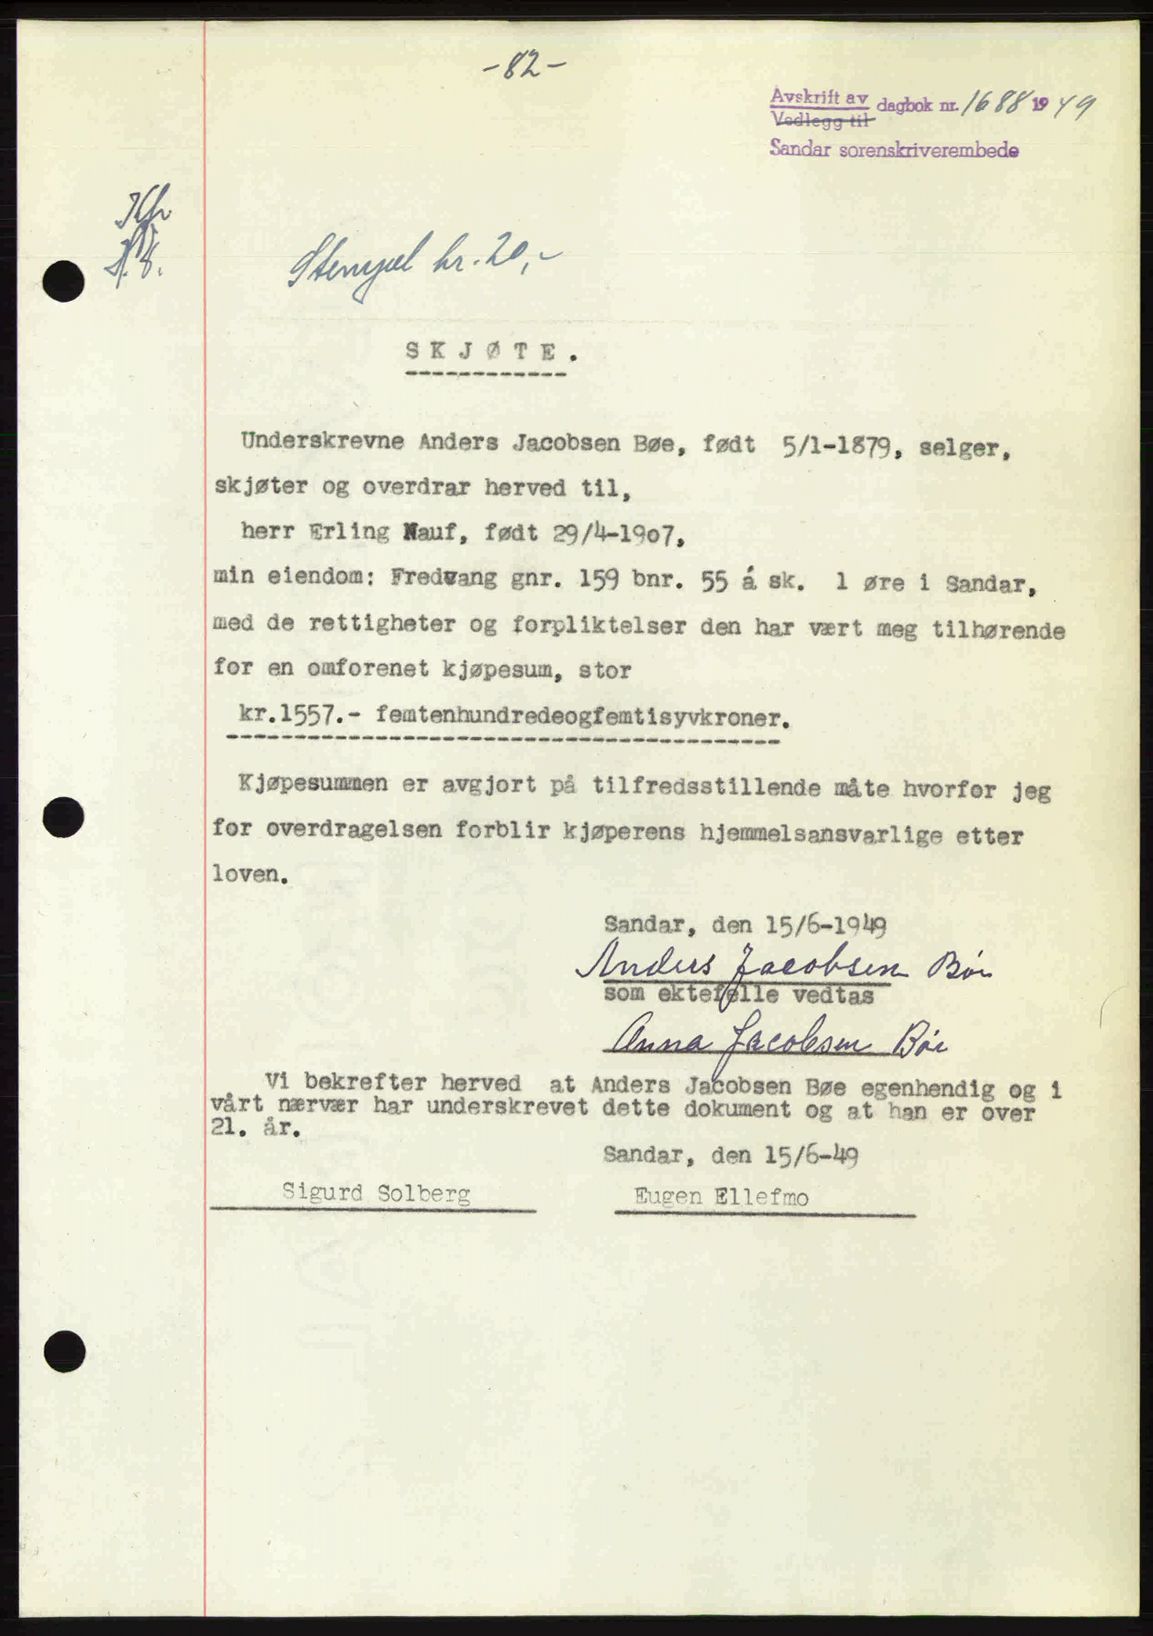 -82-
Avskrift av dagbok nr. 1688 1949
Vedlegg til
Sandar sorenskriverembede
Stempel kr. 20,-
SKJØTE.
Underskrevne Anders Jacobsen Bøe, født 5/1-1879, selger,
skjøter og overdrar herved til,
herr Erling Nauf, født 29/4-1907,
min eiendom: Fredvang gnr. 159 bnr. 55 å sk. 1 øre i Sandar,
med de rettigheter og forpliktelser den har vært meg tilhørende
for en omforenet kjøpesum, stor
kr.1557.- femtenhundredeogfemtisyvkroner.
Kjøpesummen er avgjort på tilfredsstillende måte hvorfor jeg
for overdragelsen forblir kjøperens hjemmelsansvarlige etter
loven.
Sandar, den 15/6-1949
Anders Jacobsen Bøe
som ektefelle vedtas
Anna Jacobsen Bøe
Vi bekrefter herved at Anders Jacobsen Bøe egenhendig og i
vårt nærvær har underskrevet dette dokument og at han er over
21. år.
Sandar, den 15/6-49
Sigurd Solberg Eugen Ellefmo